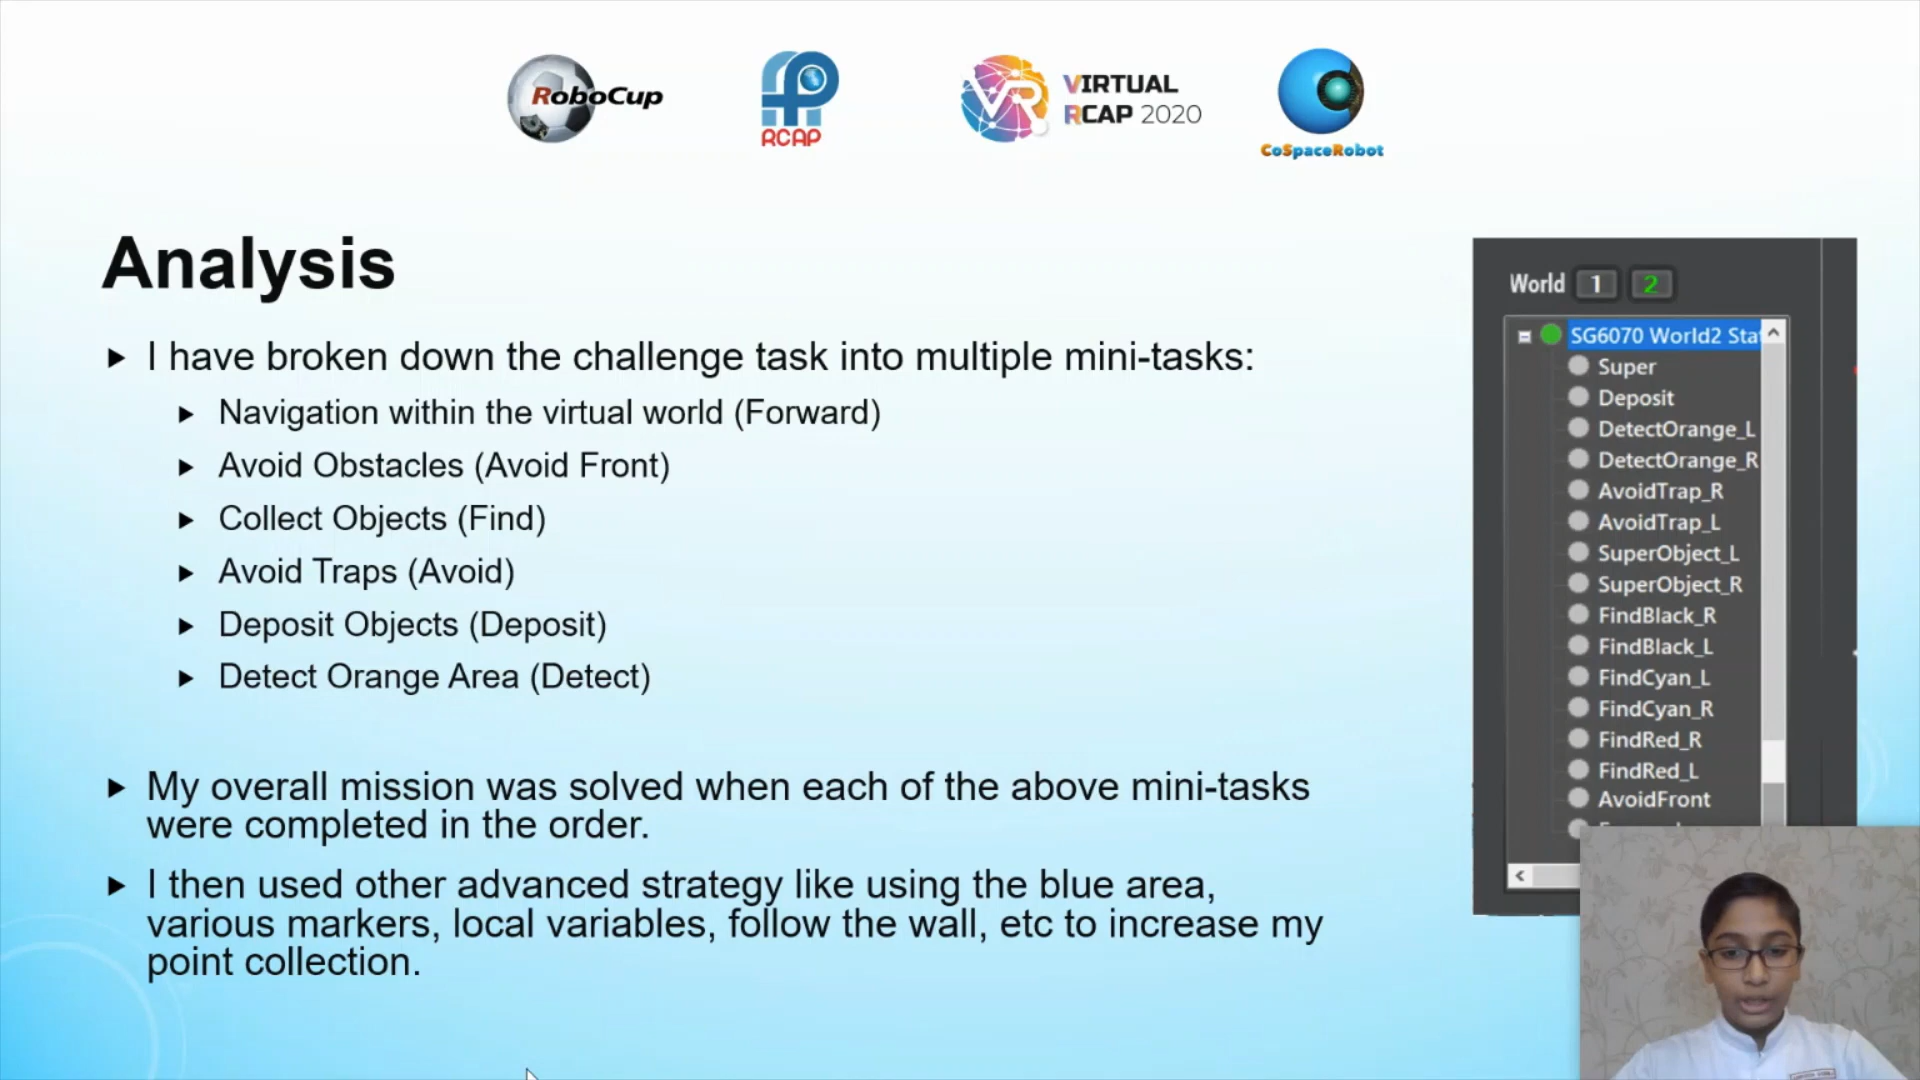 RoboCup
RCAP
VIRTUAL
RCAP 2020
CoSpaceRobot
Analysis
I have broken down the challenge task into multiple mini-tasks:
Navigation within the virtual world (Forward)
Avoid Obstacles (Avoid Front)
Collect Objects (Find)
Avoid Traps (Avoid)
Deposit Objects (Deposit)
Detect Orange Area (Detect)
My overall mission was solved when each of the above mini-tasks
were completed in the order.
I then used other advanced strategy like using the blue area,
various markers, local variables, follow the wall, etc to increase my
point collection.
World 1 2
SG6070 World2 Stat
Super
Deposit
DetectOrange_L
DetectOrange_R
AvoidTrap_R
AvoidTrap_L
SuperObject_L
SuperObject_R
FindBlack_R
FindBlack_L
FindCyan_L
FindCyan_R
FindRed_R
FindRed_L
AvoidFront